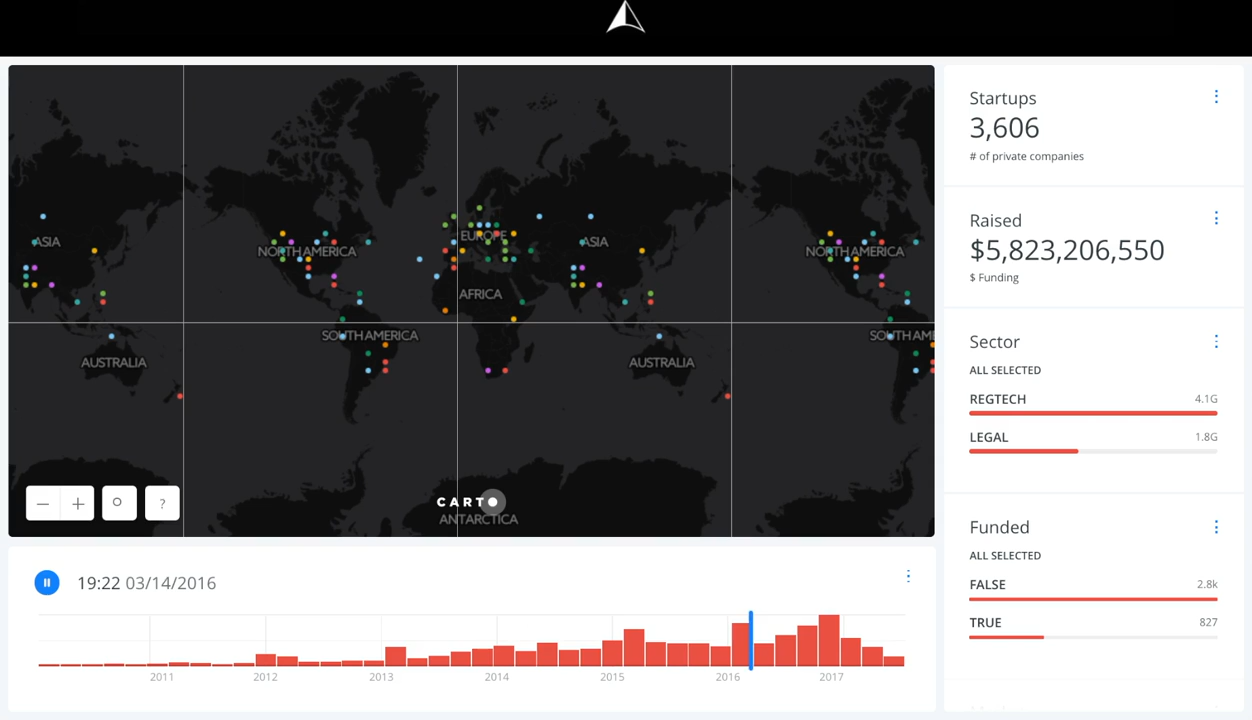 ASIA
NORTH AMERICA
EUROPE
ASIA
NORTH AMERICA
AFRICA
SOUTH AMERICA
SOUTH AME
AUSTRALIA
AUSTRALIA
− + ?
CARTO
ANTARCTICA
19:22 03/14/2016
2011 2012 2013 2014 2015 2016 2017
Startups
3,606
# of private companies
Raised
$5,823,206,550
$ Funding
Sector
ALL SELECTED
REGTECH 4.1G
LEGAL 1.8G
Funded
ALL SELECTED
FALSE 2.8k
TRUE 827